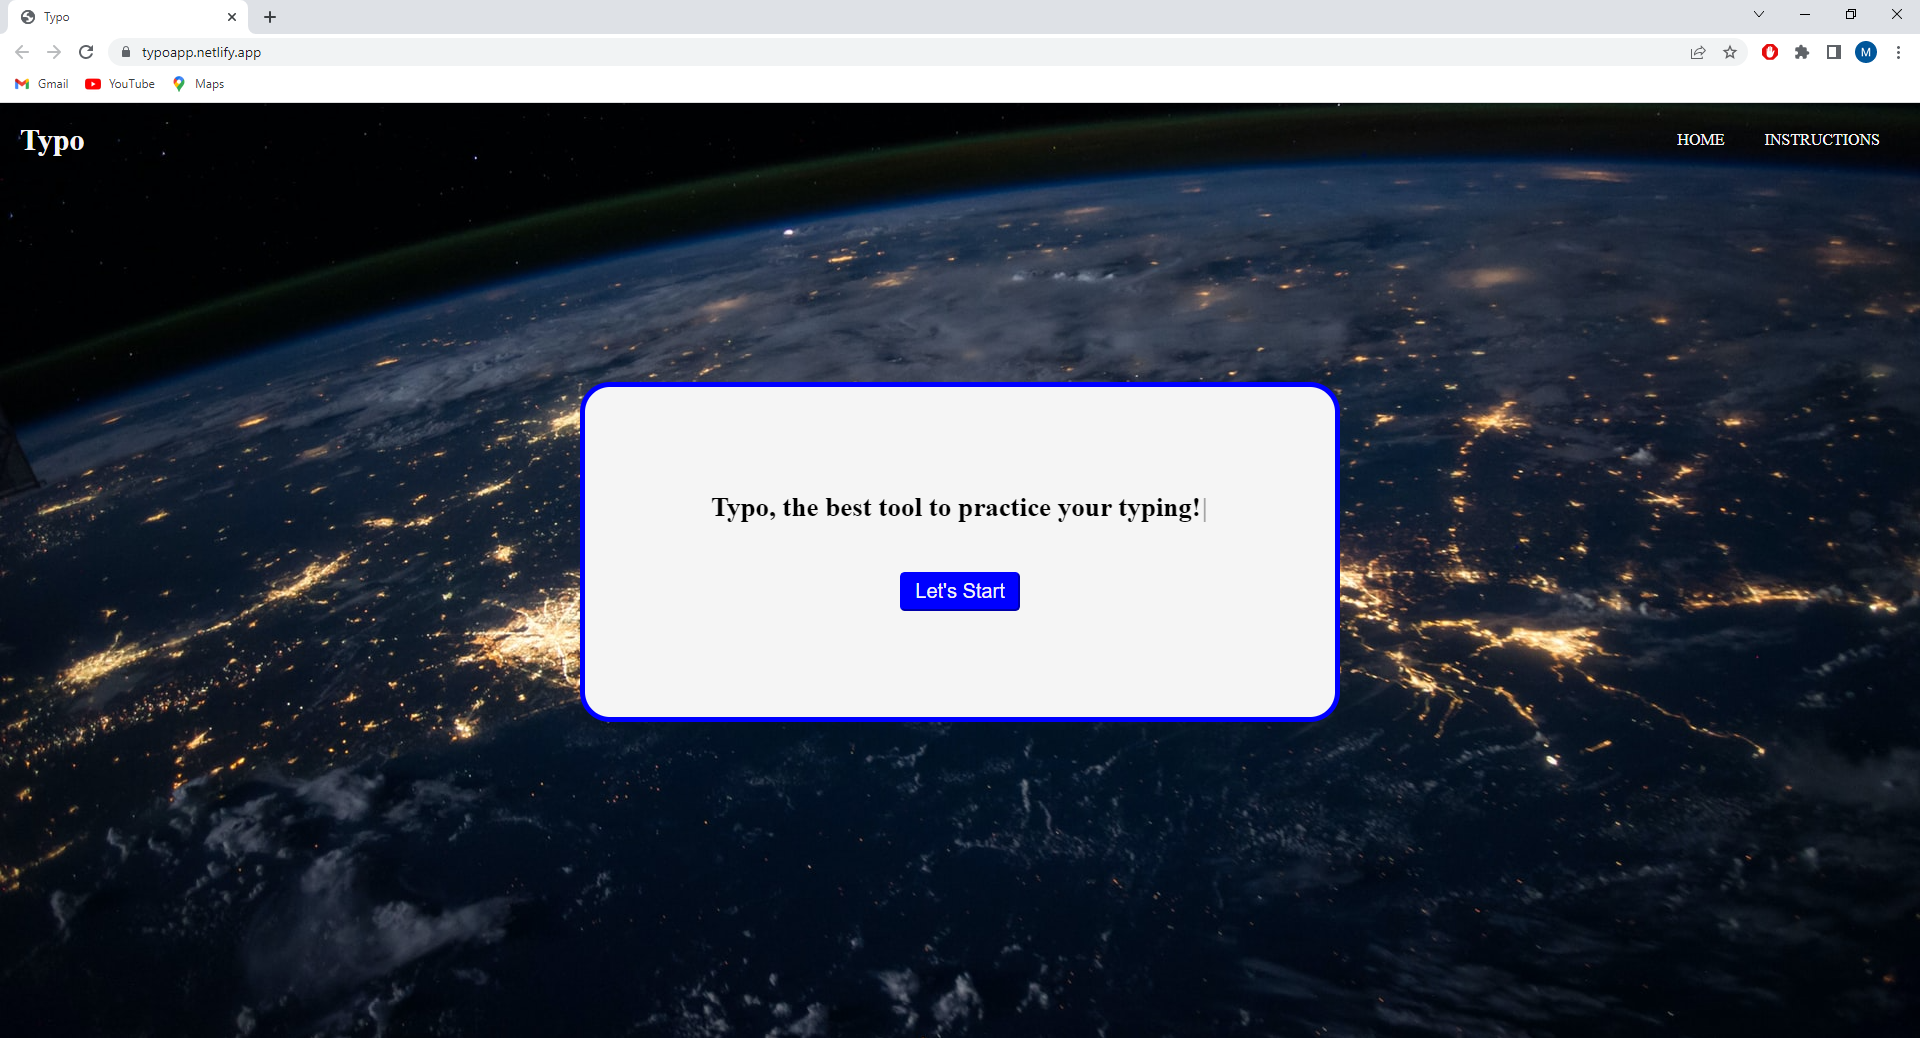 Typo
typoapp.netlify.app
M
Gmail YouTube Maps
Typo HOME INSTRUCTIONS
Typo, the best tool to practice your typing!|
Let's Start